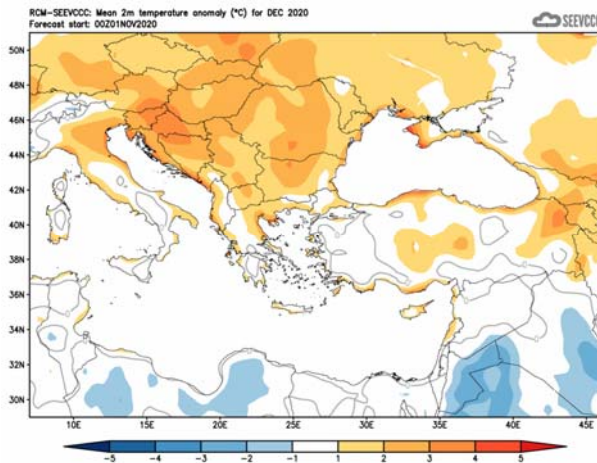 RCM-SEEVCCC: Mean 2m temperature anomaly (°C) for DEC 2020
Forecast start: 00Z01NOV2020
SEEVCCC
50N
48N
46N
44N
42N
40N
38N
36N
34N
32N
30N
10E 15E 20E 25E 30E 35E 40E 45E
-5 -4 -3 -2 -1 1 2 3 4 5